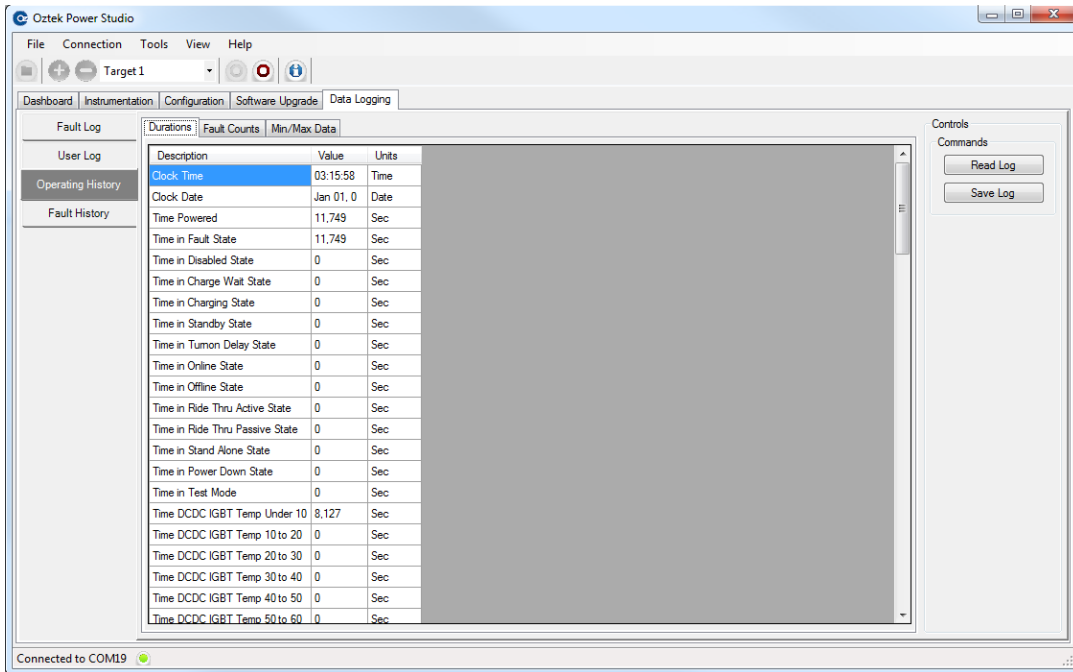 Oztek Power Studio
File Connection Tools View Help
Target 1
Dashboard Instrumentation Configuration Software Upgrade Data Logging
Fault Log
User Log
Operating History
Fault History
Durations Fault Counts Min/Max Data
Description Value Units
Clock Time 03:15:58 Time
Clock Date Jan 01, 0 Date
Time Powered 11,749 Sec
Time in Fault State 11,749 Sec
Time in Disabled State 0 Sec
Time in Charge Wait State 0 Sec
Time in Charging State 0 Sec
Time in Standby State 0 Sec
Time in Turnon Delay State 0 Sec
Time in Online State 0 Sec
Time in Offline State 0 Sec
Time in Ride Thru Active State 0 Sec
Time in Ride Thru Passive State 0 Sec
Time in Stand Alone State 0 Sec
Time in Power Down State 0 Sec
Time in Test Mode 0 Sec
Time DCDC IGBT Temp Under 10 8,127 Sec
Time DCDC IGBT Temp 10 to 20 0 Sec
Time DCDC IGBT Temp 20 to 30 0 Sec
Time DCDC IGBT Temp 30 to 40 0 Sec
Time DCDC IGBT Temp 40 to 50 0 Sec
Time DCDC IGBT Temp 50 to 60 0 Sec
Controls
Commands
Read Log
Save Log
Connected to COM19